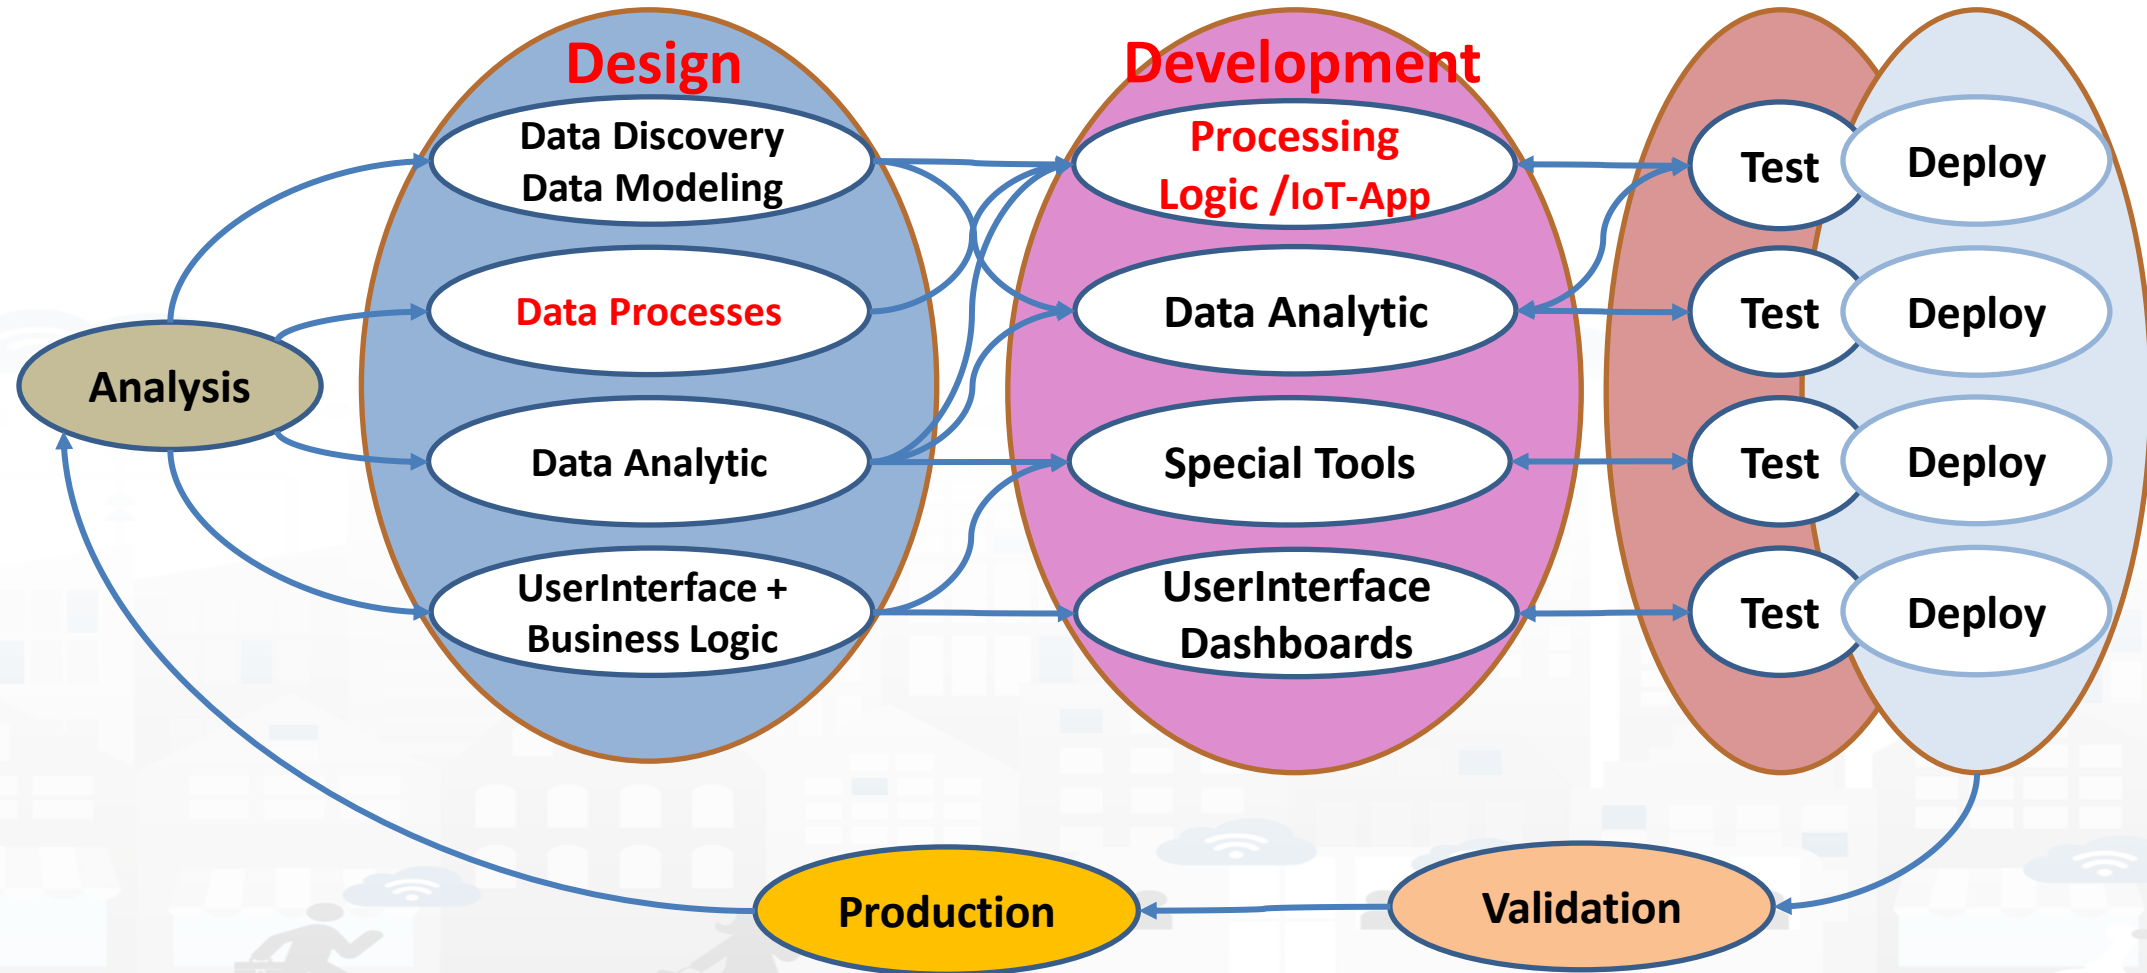 Design
Development
Data Discovery
Data Modeling
Processing
Logic /IoT-App
Test
Deploy
Data Processes
Data Analytic
Test
Deploy
Analysis
Data Analytic
Special Tools
Test
Deploy
UserInterface +
Business Logic
UserInterface
Dashboards
Test
Deploy
Production
Validation